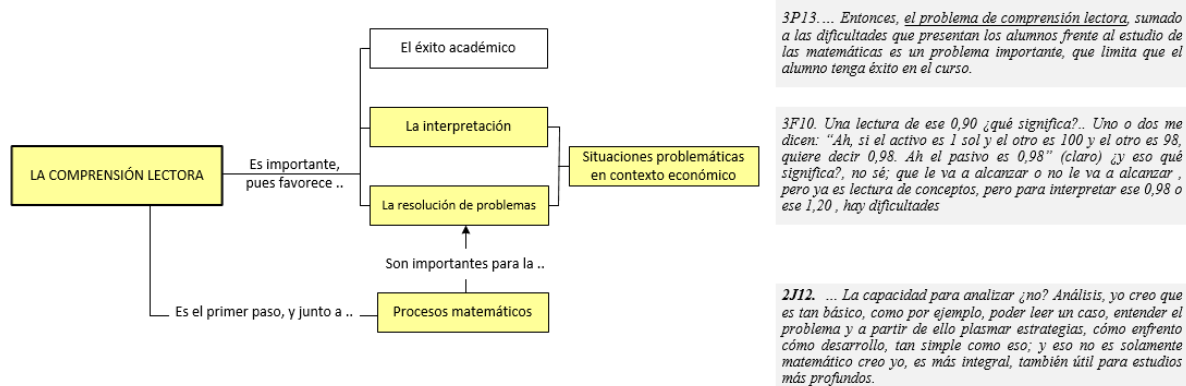 El éxito académico
La interpretación
LA COMPRENSIÓN LECTORA
Es importante,
pues favorece ..
Situaciones problemáticas
en contexto económico
La resolución de problemas
Son importantes para la ..
Es el primer paso, y junto a ..
Procesos matemáticos
3P13.... Entonces, el problema de comprensión lectora, sumado
a las dificultades que presentan los alumnos frente al estudio de
las matemáticas es un problema importante, que limita que el
alumno tenga éxito en el curso.
3F10. Una lectura de ese 0,90 ¿qué significa?.. Uno o dos me
dicen: “Ah, si el activo es 1 sol y el otro es 100 y el otro es 98,
quiere decir 0,98. Ah el pasivo es 0,98” (claro) ¿y eso qué
significa?, no sé; que le va a alcanzar o no le va a alcanzar ,
pero ya es lectura de conceptos, pero para interpretar ese 0,98 o
ese 1,20 , hay dificultades
2J12. ... La capacidad para analizar ¿no? Análisis, yo creo que
es tan básico, como por ejemplo, poder leer un caso, entender el
problema y a partir de ello plasmar estrategias, cómo enfrento
cómo desarrollo, tan simple como eso; y eso no es solamente
matemático creo yo, es más integral, también útil para estudios
más profundos.